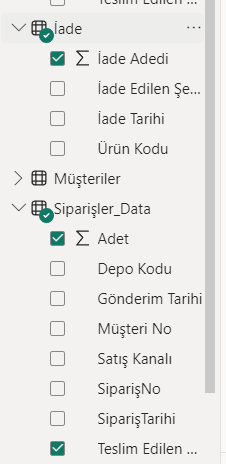 Teslim Edilen ...
İade
İade Adedi
İade Edilen Şe...
İade Tarihi
Ürün Kodu
Müşteriler
Siparişler_Data
Adet
Depo Kodu
Gönderim Tarihi
Müşteri No
Satış Kanalı
SiparişNo
SiparişTarihi
Teslim Edilen ...